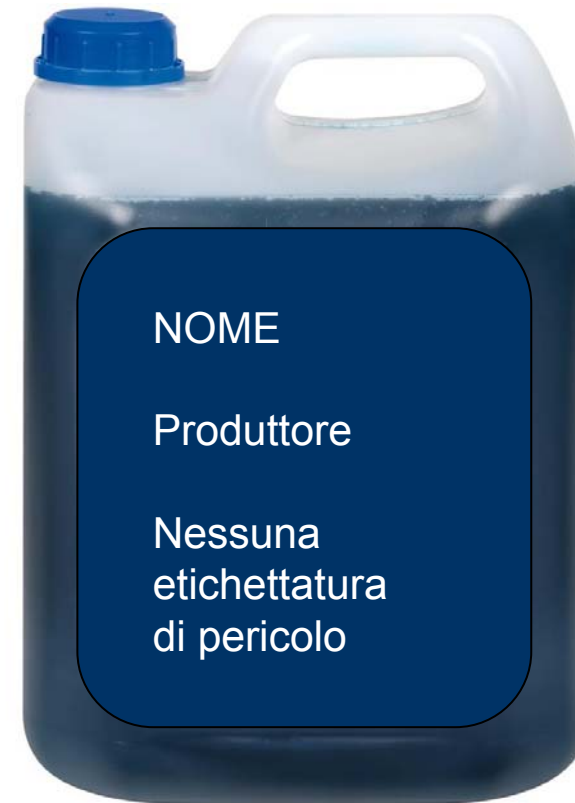 NOME
Produttore
Nessuna
etichettatura
di pericolo